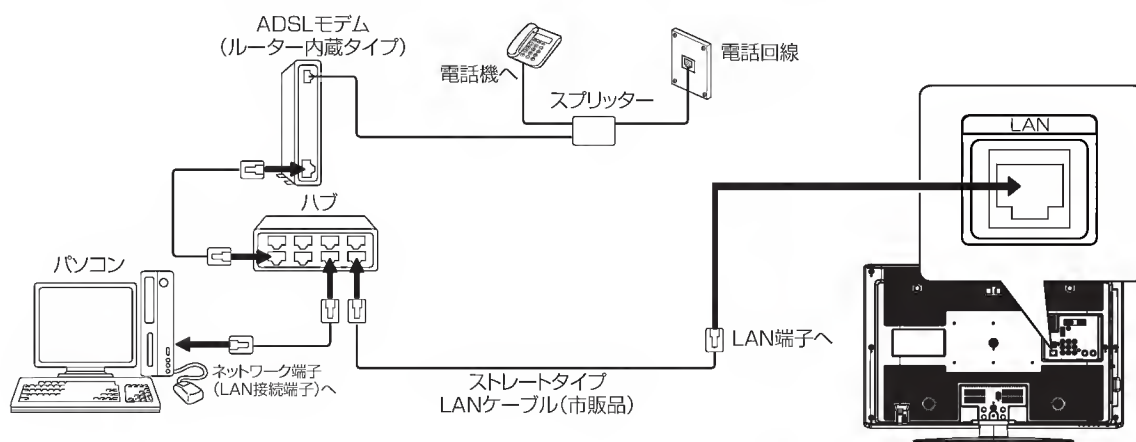 ADSLモデム
(ルーター内蔵タイプ)
電話機へ
電話回線
スプリッター
LAN
ハブ
パソコン
ネットワーク端子
(LAN接続端子)へ
LAN端子へ
ストレートタイプ
LANケーブル(市販品)